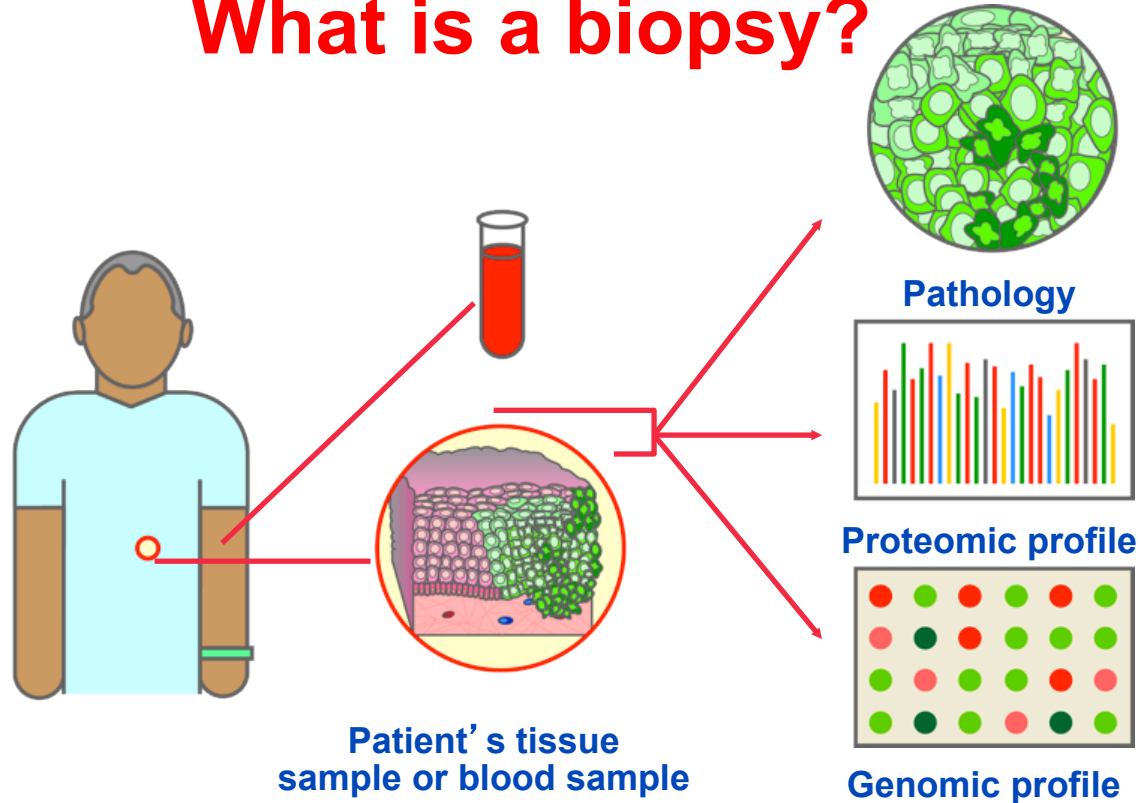 What is a biopsy?
Pathology
Proteomic profile
Patient's tissue
sample or blood sample
Genomic profile